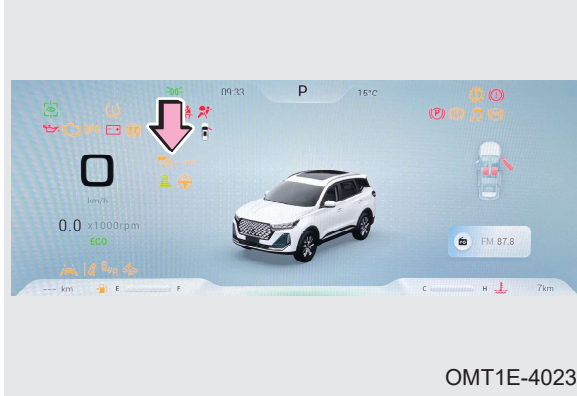 09:33
P
15°C
0
km/h
0.0 x1000rpm
ECO
FM 87.8
--- km
E
F
C
H
7km
OMT1E-4023